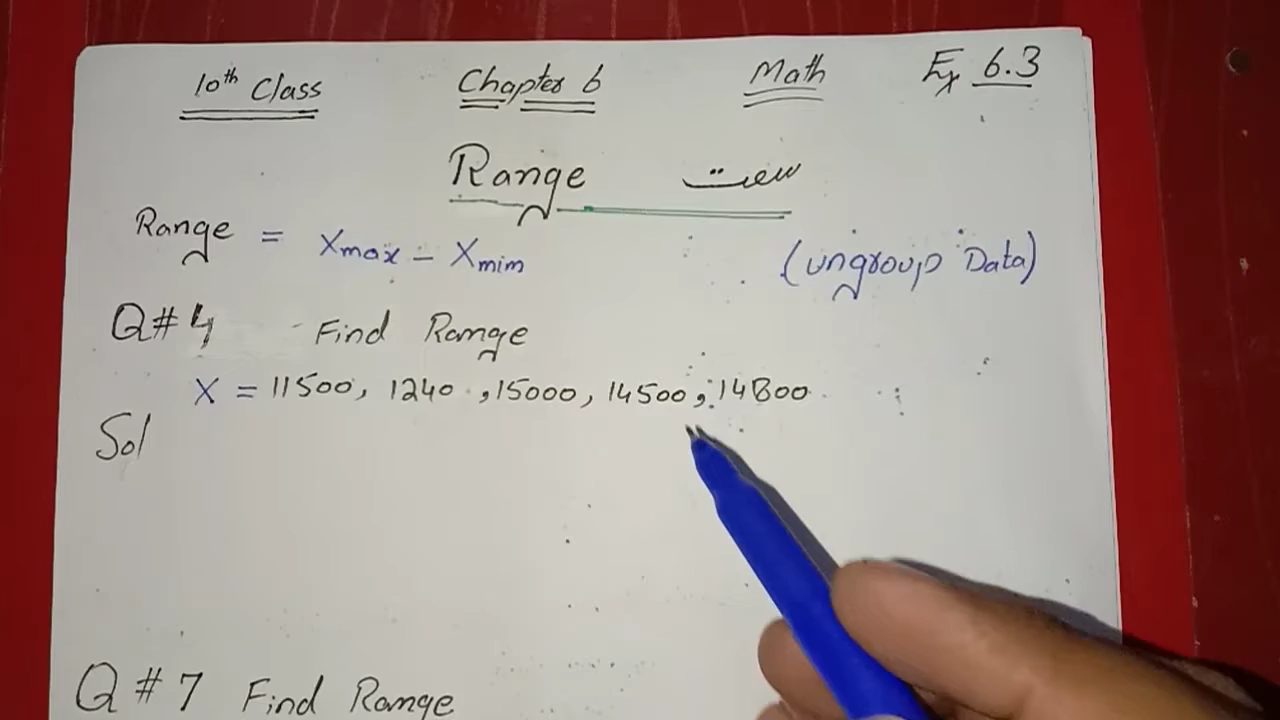 10th Class Chapter 6 Math Ex 6.3
Range سعت
Range = Xmax - Xmim (ungroup Data)
Q#4 Find Range
X = 11500, 1240 , 15000, 14500, 14800
Sol
Q#7 Find Range